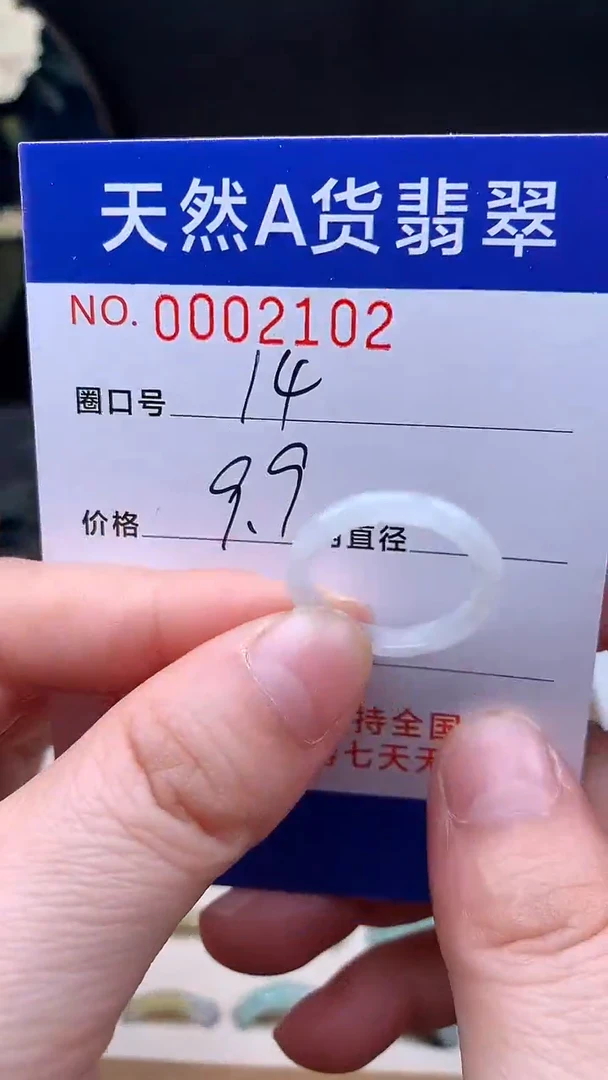 天然A货翡翠
NO. 0002102
圈口号 14
价格 9.9 直径
持全国
七天